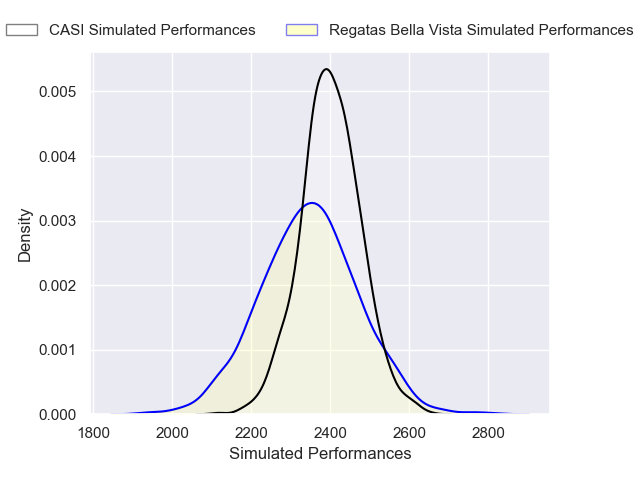 CASI Simulated Performances
Regatas Bella Vista Simulated Performances
0.005
0.004
0.003
0.002
0.001
0.000
Density
1800 2000 2200 2400 2600 2800
Simulated Performances